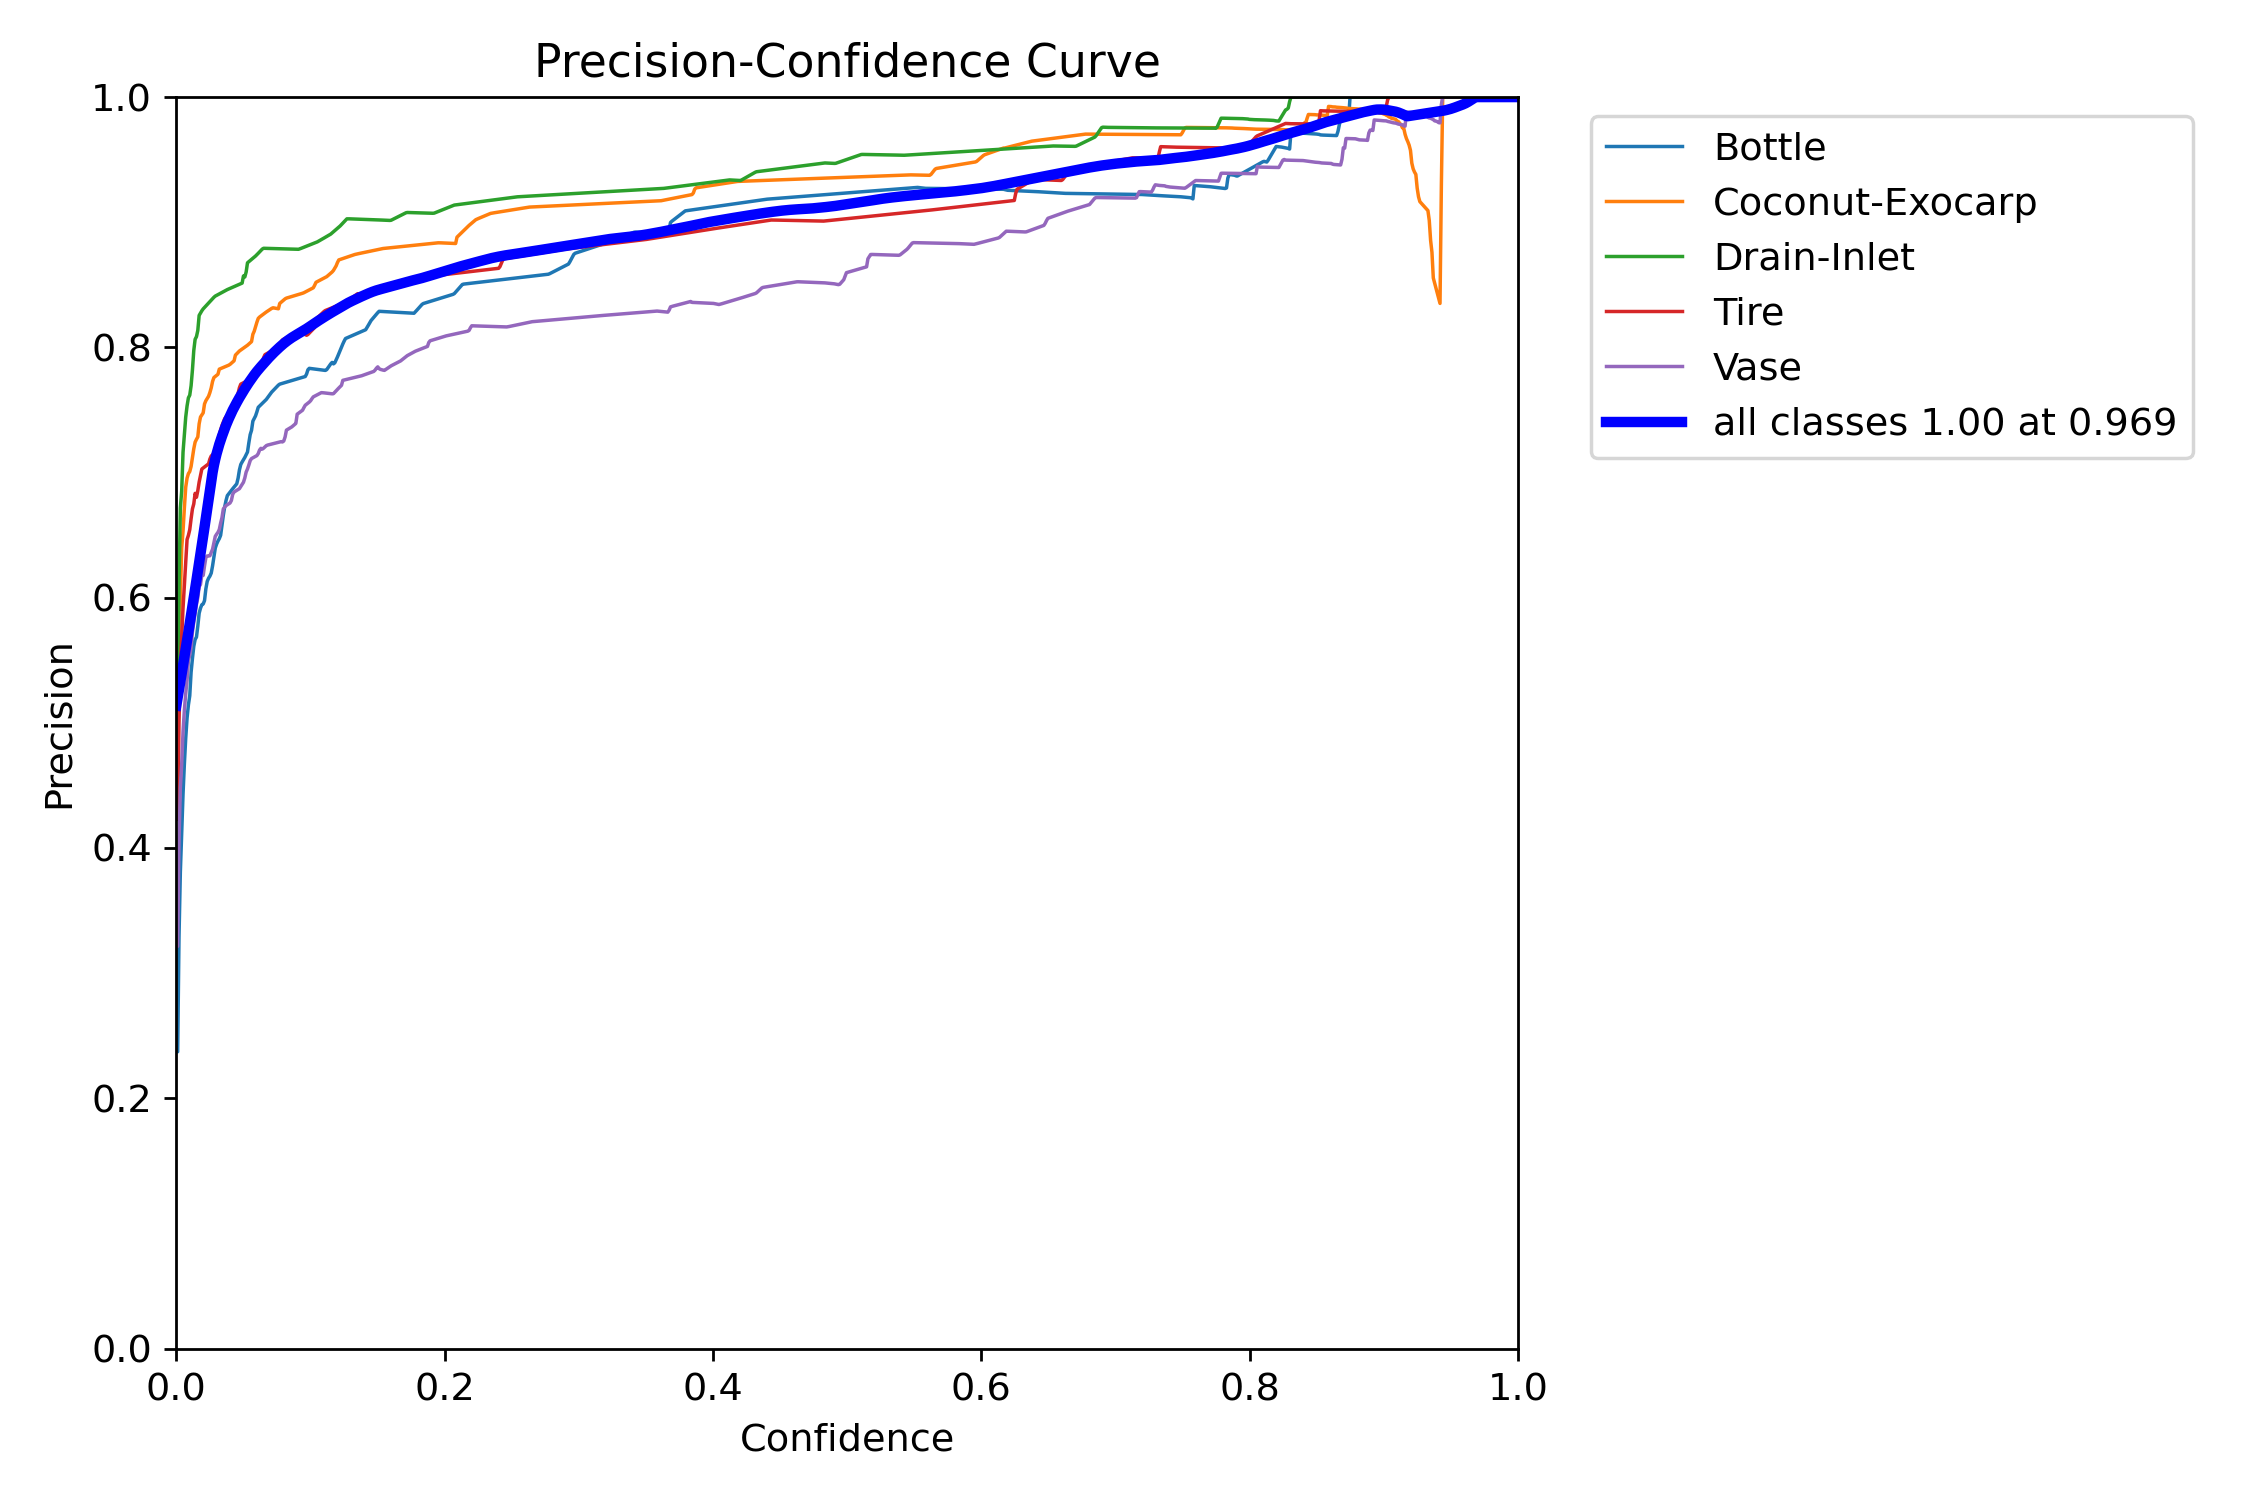 Precision-Confidence Curve
1.0
0.8
0.6
0.4
0.2
0.0
Precision
0.0 0.2 0.4 0.6 0.8 1.0
Confidence
Bottle
Coconut-Exocarp
Drain-Inlet
Tire
Vase
all classes 1.00 at 0.969